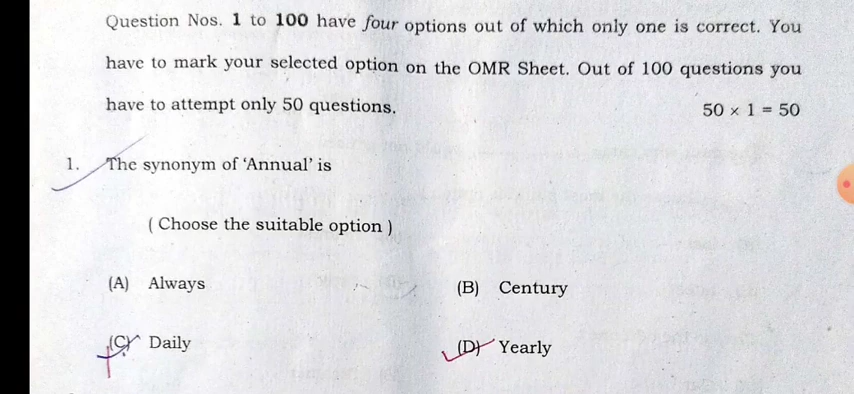 Question Nos. 1 to 100 have four options out of which only one is correct. You
have to mark your selected option on the OMR Sheet. Out of 100 questions you
have to attempt only 50 questions. 50 × 1 = 50
1. The synonym of ‘Annual’ is
( Choose the suitable option )
(A) Always (B) Century
(C) Daily (D) Yearly